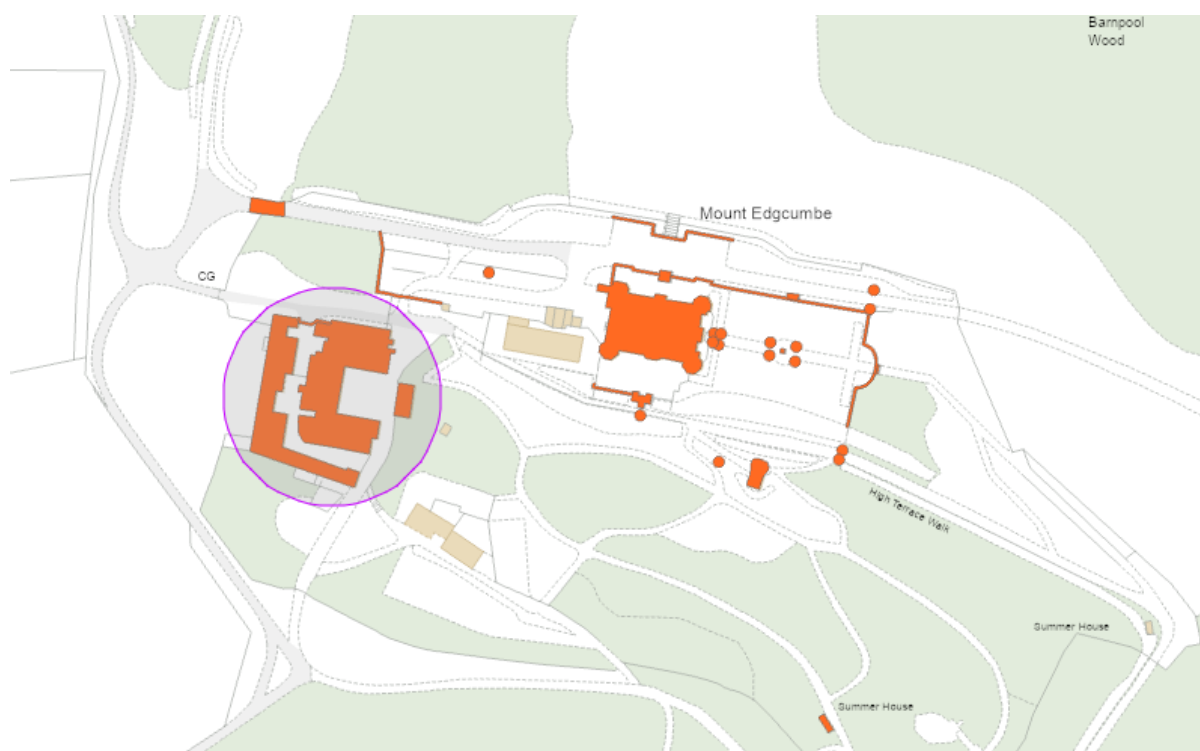 Barnpool
Wood
Mount Edgcumbe
CG
High Terrace Walk
Summer House
Summer House